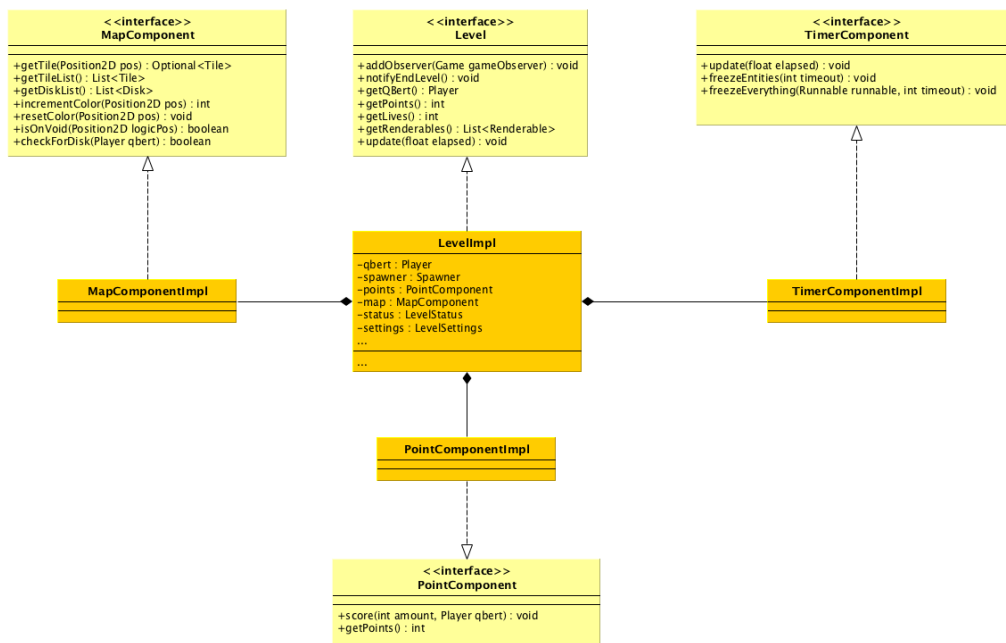 <<interface>>
MapComponent
+getTile(Position2D pos) : Optional<Tile>
+getTileList() : List<Tile>
+getDiskList() : List<Disk>
+incrementColor(Position2D pos) : int
+resetColor(Position2D pos) : void
+isOnVoid(Position2D logicPos) : boolean
+checkForDisk(Player qbert) : boolean
<<interface>>
Level
+addObserver(Game gameObserver) : void
+notifyEndLevel() : void
+getQBert() : Player
+getPoints() : int
+getLives() : int
+getRenderables() : List<Renderable>
+update(float elapsed) : void
<<interface>>
TimerComponent
+update(float elapsed) : void
+freezeEntities(int timeout) : void
+freezeEverything(Runnable runnable, int timeout) : void
MapComponentImpl
LevelImpl
-qbert : Player
-spawner : Spawner
-points : PointComponent
-map : MapComponent
-status : LevelStatus
-settings : LevelSettings
...
...
TimerComponentImpl
PointComponentImpl
<<interface>>
PointComponent
+score(int amount, Player qbert) : void
+getPoints() : int